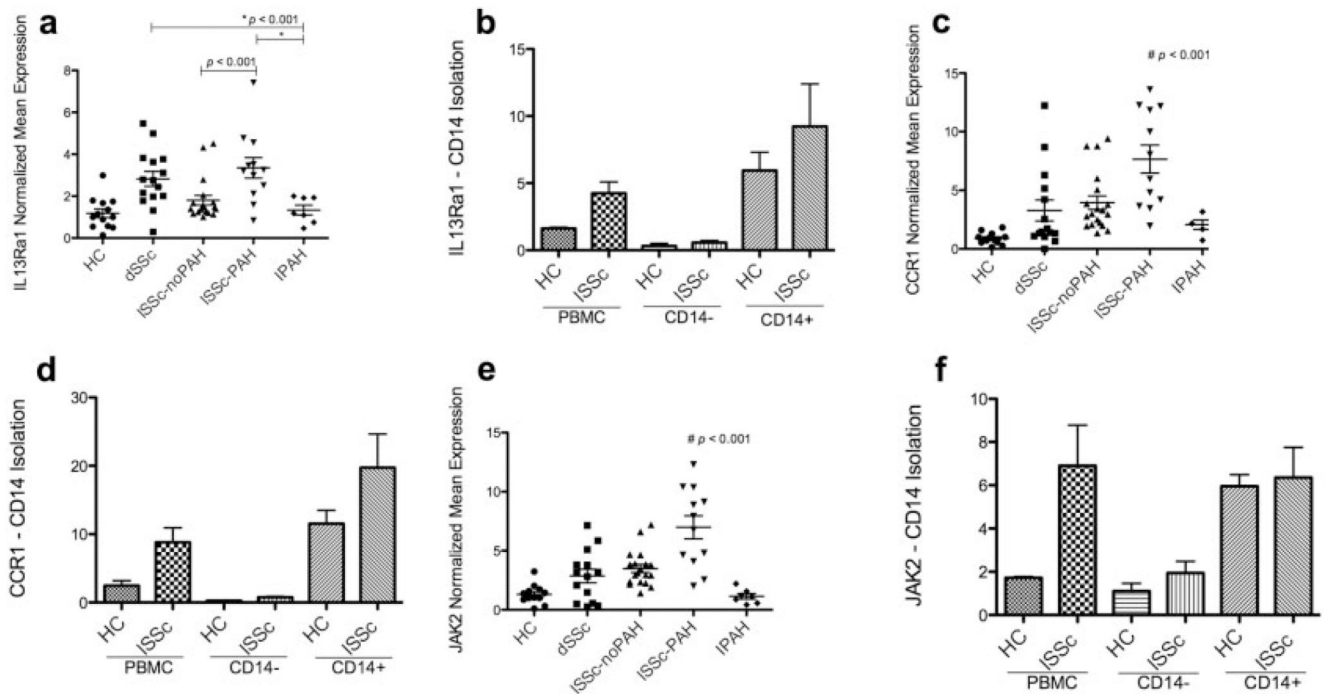 a
* p < 0.001
*
p < 0.001
IL13Ra1 Normalized Mean Expression
8
6
4
2
0
HC
dSSc
lSSc-noPAH
lSSc-PAH
IPAH
b
IL13Ra1 - CD14 Isolation
15
10
5
0
HC
lSSc
HC
lSSc
HC
lSSc
PBMC
CD14-
CD14+
c
# p < 0.001
CCR1 Normalized Mean Expression
15
10
5
0
HC
dSSc
lSSc-noPAH
lSSc-PAH
IPAH
d
CCR1 - CD14 Isolation
30
20
10
0
HC
lSSc
HC
lSSc
HC
lSSc
PBMC
CD14-
CD14+
e
# p < 0.001
JAK2 Normalized Mean Expression
15
10
5
0
HC
dSSc
lSSc-noPAH
lSSc-PAH
IPAH
f
JAK2 - CD14 Isolation
10
8
6
4
2
0
HC
lSSc
HC
lSSc
HC
lSSc
PBMC
CD14-
CD14+